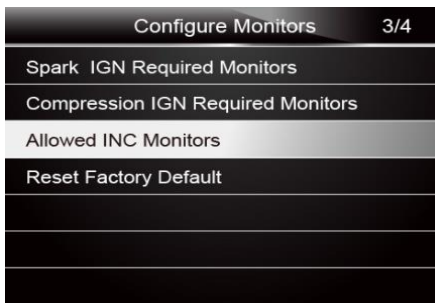 Configure Monitors 3/4
Spark IGN Required Monitors
Compression IGN Required Monitors
Allowed INC Monitors
Reset Factory Default